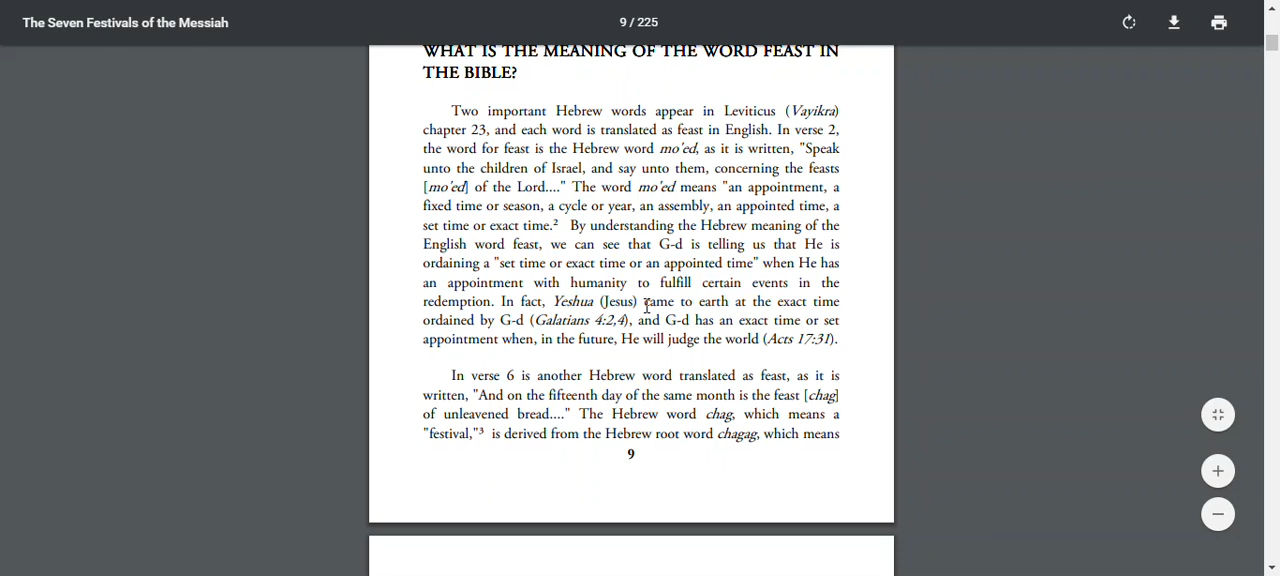 The Seven Festivals of the Messiah
9 / 225
WHAT IS THE MEANING OF THE WORD FEAST IN
THE BIBLE?
Two important Hebrew words appear in Leviticus (Vayikra)
chapter 23, and each word is translated as feast in English. In verse 2,
the word for feast is the Hebrew word mo'ed, as it is written, "Speak
unto the children of Israel, and say unto them, concerning the feasts
[mo'ed] of the Lord...." The word mo'ed means "an appointment, a
fixed time or season, a cycle or year, an assembly, an appointed time, a
set time or exact time.² By understanding the Hebrew meaning of the
English word feast, we can see that G-d is telling us that He is
ordaining a "set time or exact time or an appointed time" when He has
an appointment with humanity to fulfill certain events in the
redemption. In fact, Yeshua (Jesus) came to earth at the exact time
ordained by G-d (Galatians 4:2,4), and G-d has an exact time or set
appointment when, in the future, He will judge the world (Acts 17:31).
In verse 6 is another Hebrew word translated as feast, as it is
written, "And on the fifteenth day of the same month is the feast [chag]
of unleavened bread...." The Hebrew word chag, which means a
"festival,"³ is derived from the Hebrew root word chagag, which means
9